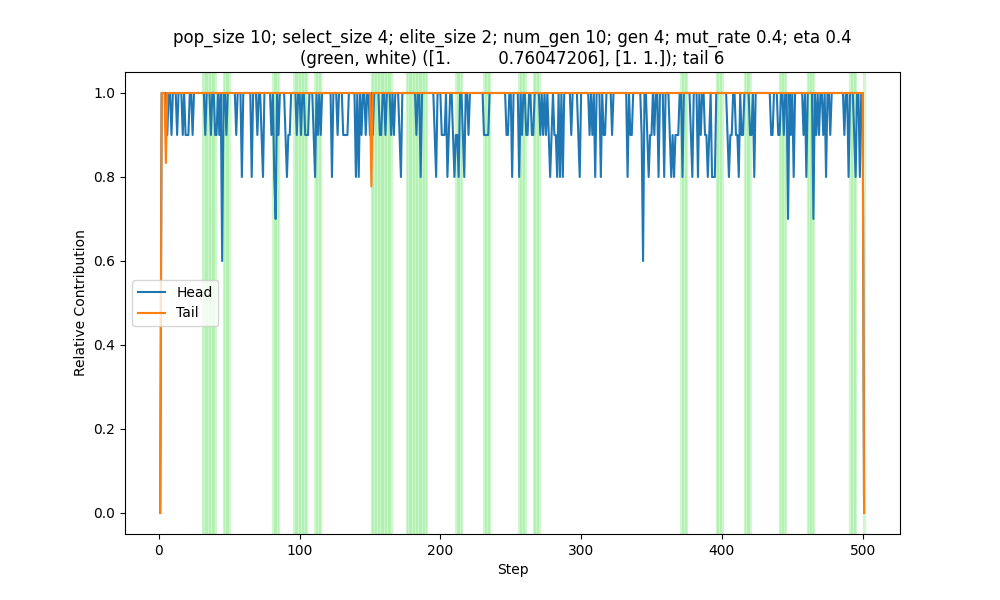 pop_size 10; select_size 4; elite_size 2; num_gen 10; gen 4; mut_rate 0.4; eta 0.4
(green, white) ([1. 0.76047206], [1. 1.]); tail 6
1.0
0.8
0.6
0.4
0.2
0.0
Relative Contribution
Head
Tail
0 100 200 300 400 500
Step